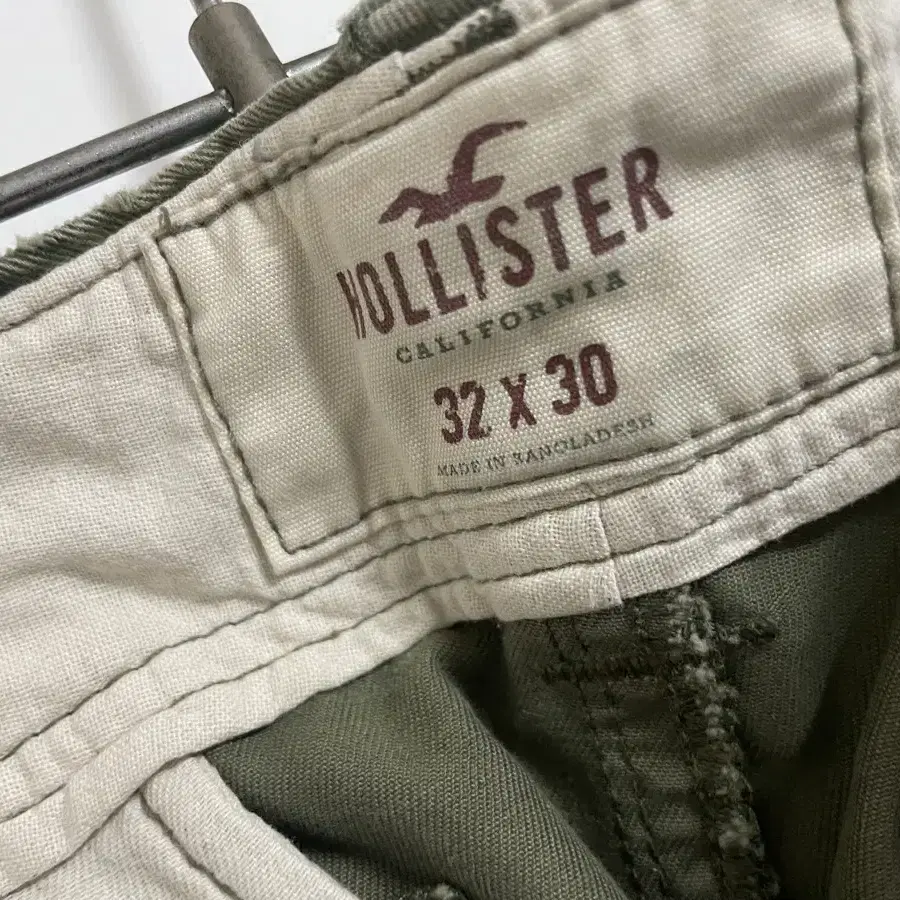 HOLLISTER
CALIFORNIA
32 X 30
MADE IN BANGLADESH